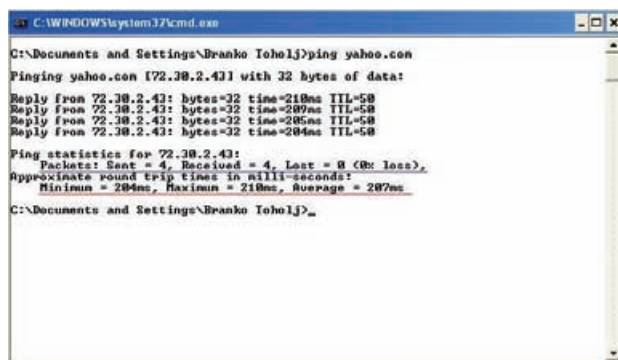 C:\WINDOWS\system32\cmd.exe
C:\Documents and Settings\Branko Toholj>ping yahoo.com
Pinging yahoo.com [72.30.2.43] with 32 bytes of data:
Reply from 72.30.2.43: bytes=32 time=210ms TTL=50
Reply from 72.30.2.43: bytes=32 time=209ms TTL=50
Reply from 72.30.2.43: bytes=32 time=205ms TTL=50
Reply from 72.30.2.43: bytes=32 time=204ms TTL=50
Ping statistics for 72.30.2.43:
Packets: Sent = 4, Received = 4, Lost = 0 (0% loss),
Approximate round trip times in milli-seconds:
Minimum = 204ms, Maximum = 210ms, Average = 207ms
C:\Documents and Settings\Branko Toholj>_